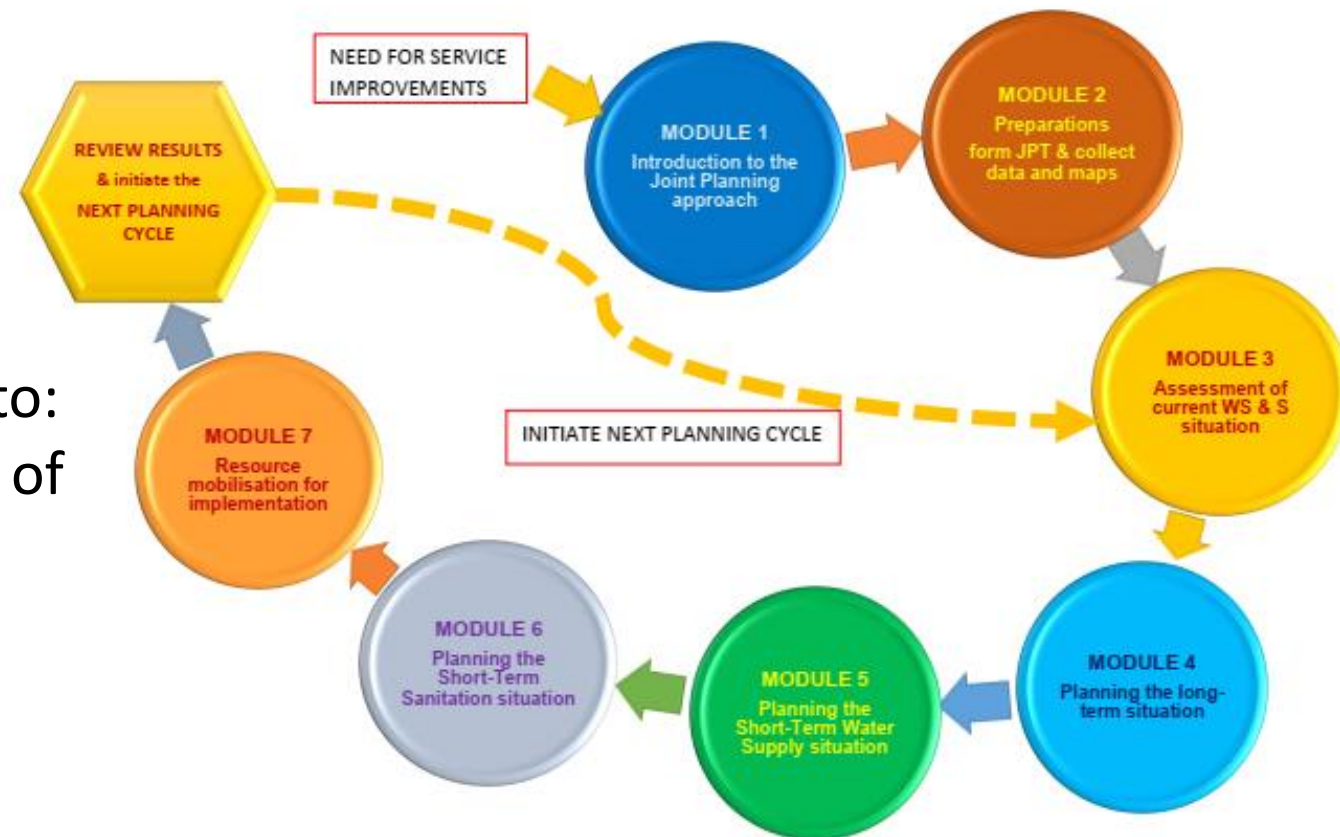 NEED FOR SERVICE
IMPROVEMENTS
MODULE 1
Introduction to the
Joint Planning
approach
MODULE 2
Preparations
form JPT & collect
data and maps
MODULE 3
Assessment of
current WS & S
situation
MODULE 4
Planning the long-
term situation
MODULE 5
Planning the
Short-Term Water
Supply situation
MODULE 6
Planning the
Short-Term
Sanitation situation
MODULE 7
Resource
mobilisation for
implementation
REVIEW RESULTS
& initiate the
NEXT PLANNING
CYCLE
INITIATE NEXT PLANNING CYCLE
to:
of